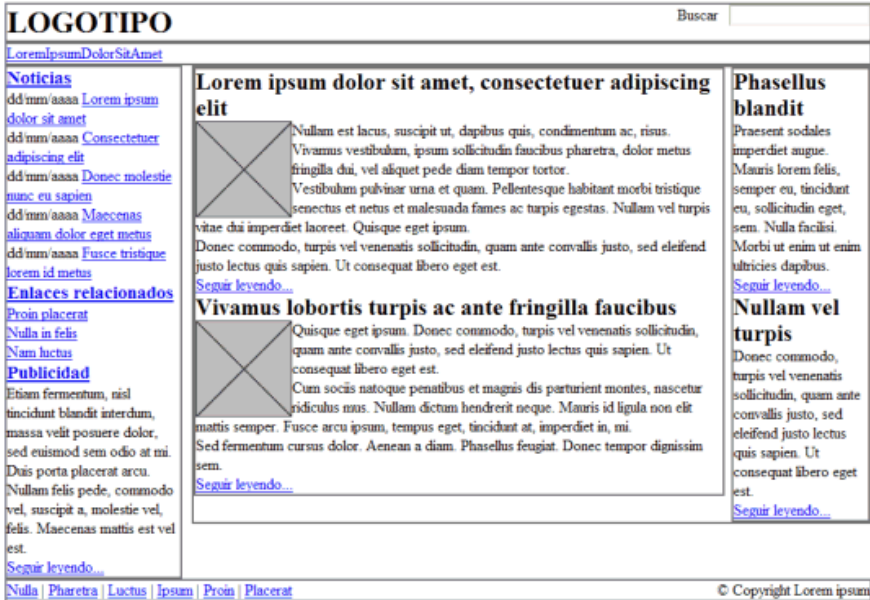 LOGOTIPO
Buscar
LoremIpsumDolorSitAmet
Noticias
dd/mm/aaaa Lorem ipsum
dolor sit amet
dd/mm/aaaa Consectetuer
adipiscing elit
dd/mm/aaaa Donec molestie
nunc eu sapien
dd/mm/aaaa Maecenas
aliquam dolor eget metus
dd/mm/aaaa Fusce tristique
lorem id metus
Enlaces relacionados
Proin placerat
Nulla in felis
Nam luctus
Publicidad
Etiam fermentum, nisl
tincidunt blandit interdum,
massa velit posuere dolor,
sed euismod sem odio at mi.
Duis porta placerat arcu.
Nullam felis pede, commodo
vel, suscipit a, molestie vel,
felis. Maecenas mattis est vel
est.
Seguir leyendo...
Lorem ipsum dolor sit amet, consectetuer adipiscing
elit
Nullam est lacus, suscipit ut, dapibus quis, condimentum ac, risus.
Vivamus vestibulum, ipsum sollicitudin faucibus pharetra, dolor metus
fringilla dui, vel aliquet pede diam tempor tortor.
Vestibulum pulvinar urna et quam. Pellentesque habitant morbi tristique
senectus et netus et malesuada fames ac turpis egestas. Nullam vel turpis
vitae dui imperdiet laoreet. Quisque eget ipsum.
Donec commodo, turpis vel venenatis sollicitudin, quam ante convallis justo, sed eleifend
justo lectus quis sapien. Ut consequat libero eget est.
Seguir leyendo...
Vivamus lobortis turpis ac ante fringilla faucibus
Quisque eget ipsum. Donec commodo, turpis vel venenatis sollicitudin,
quam ante convallis justo, sed eleifend justo lectus quis sapien. Ut
consequat libero eget est.
Cum sociis natoque penatibus et magnis dis parturient montes, nascetur
ridiculus mus. Nullam dictum hendrerit neque. Mauris id ligula non elit
mattis semper. Fusce arcu ipsum, tempus eget, tincidunt at, imperdiet in, mi.
Sed fermentum cursus dolor. Aenean a diam. Phasellus feugiat. Donec tempor dignissim
sem.
Seguir leyendo...
Phasellus
blandit
Praesent sodales
imperdiet augue.
Mauris lorem felis,
semper eu, tincidunt
eu, sollicitudin eget,
sem. Nulla facilisi.
Morbi ut enim ut enim
ultricies dapibus.
Seguir leyendo...
Nullam vel
turpis
Donec commodo,
turpis vel venenatis
sollicitudin, quam ante
convallis justo, sed
eleifend justo lectus
quis sapien. Ut
consequat libero eget
est.
Seguir leyendo...
Nulla | Pharetra | Luctus | Ipsum | Proin | Placerat
© Copyright Lorem ipsum